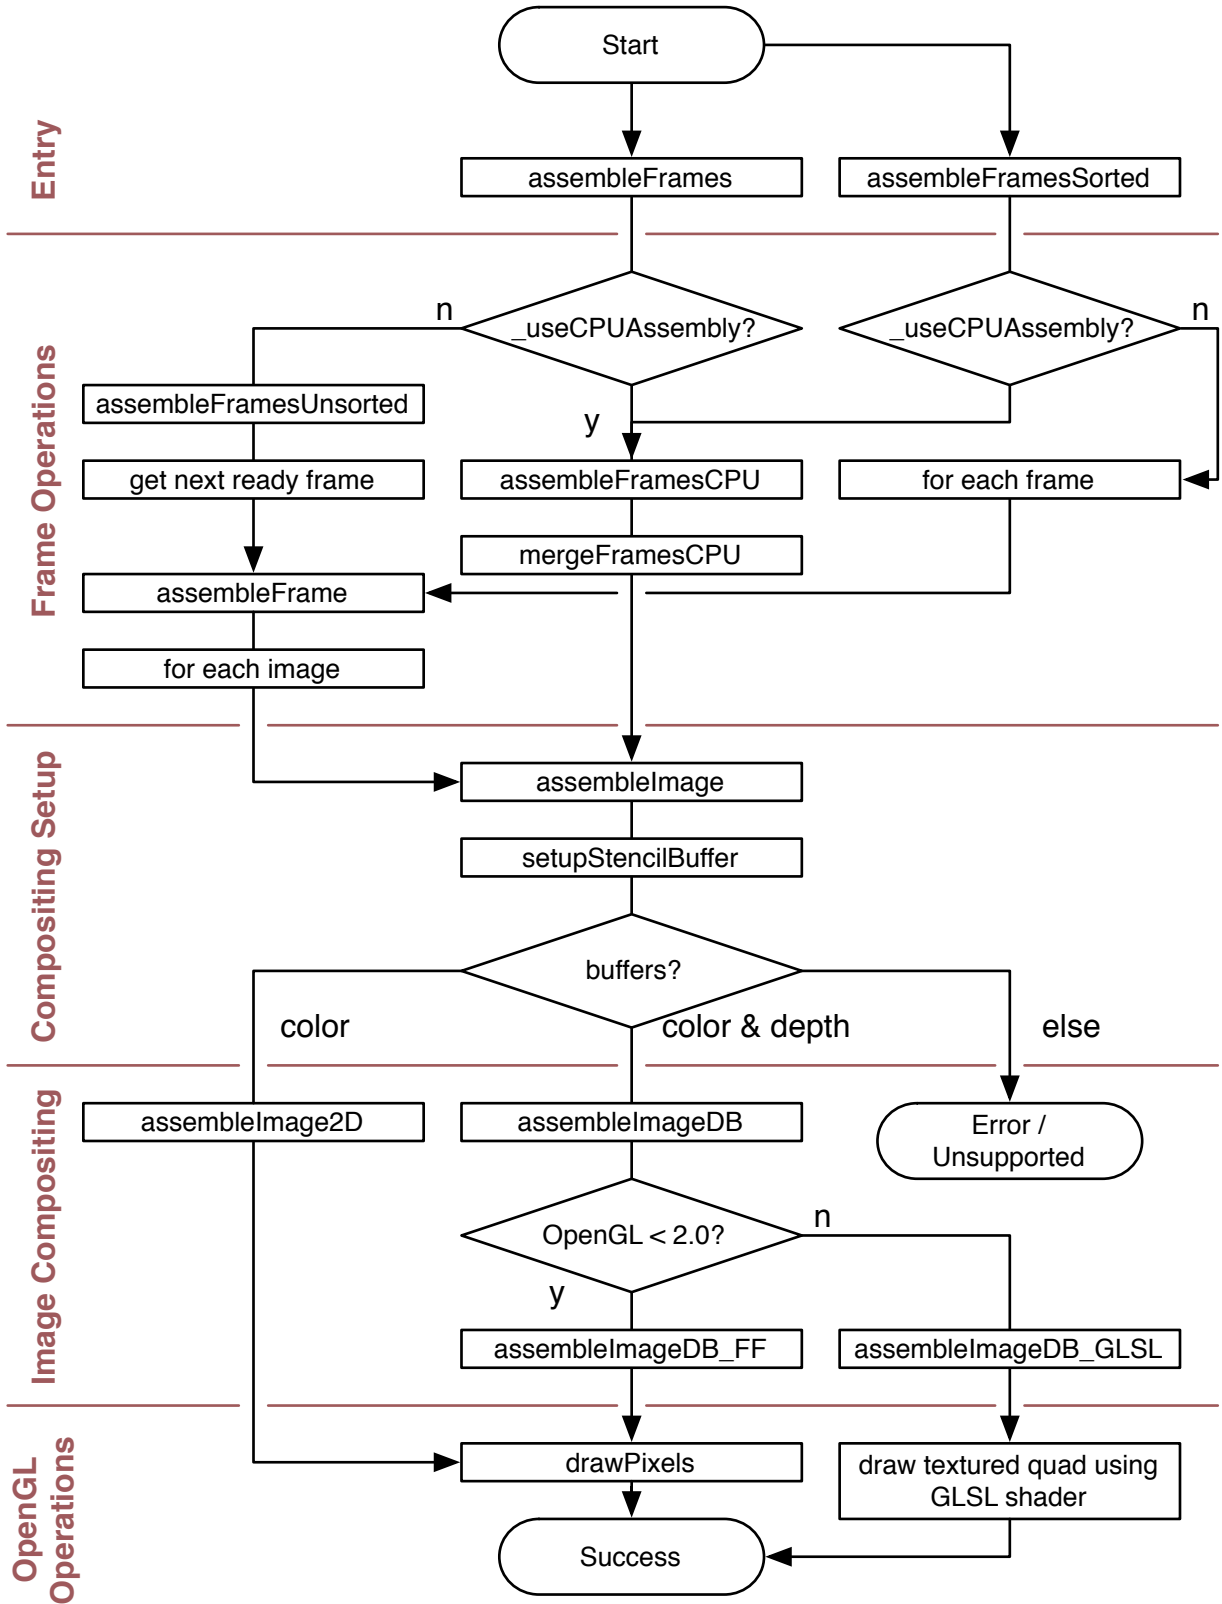 Start
Entry
assembleFrames
assembleFramesSorted
Frame Operations
n
_useCPUAssembly?
_useCPUAssembly?
n
assembleFramesUnsorted
y
get next ready frame
assembleFramesCPU
for each frame
mergeFramesCPU
assembleFrame
for each image
Compositing Setup
assembleImage
setupStencilBuffer
buffers?
color
color & depth
else
Image Compositing
assembleImage2D
assembleImageDB
Error /
Unsupported
OpenGL < 2.0?
n
y
assembleImageDB_FF
assembleImageDB_GLSL
OpenGL
Operations
drawPixels
draw textured quad using
GLSL shader
Success